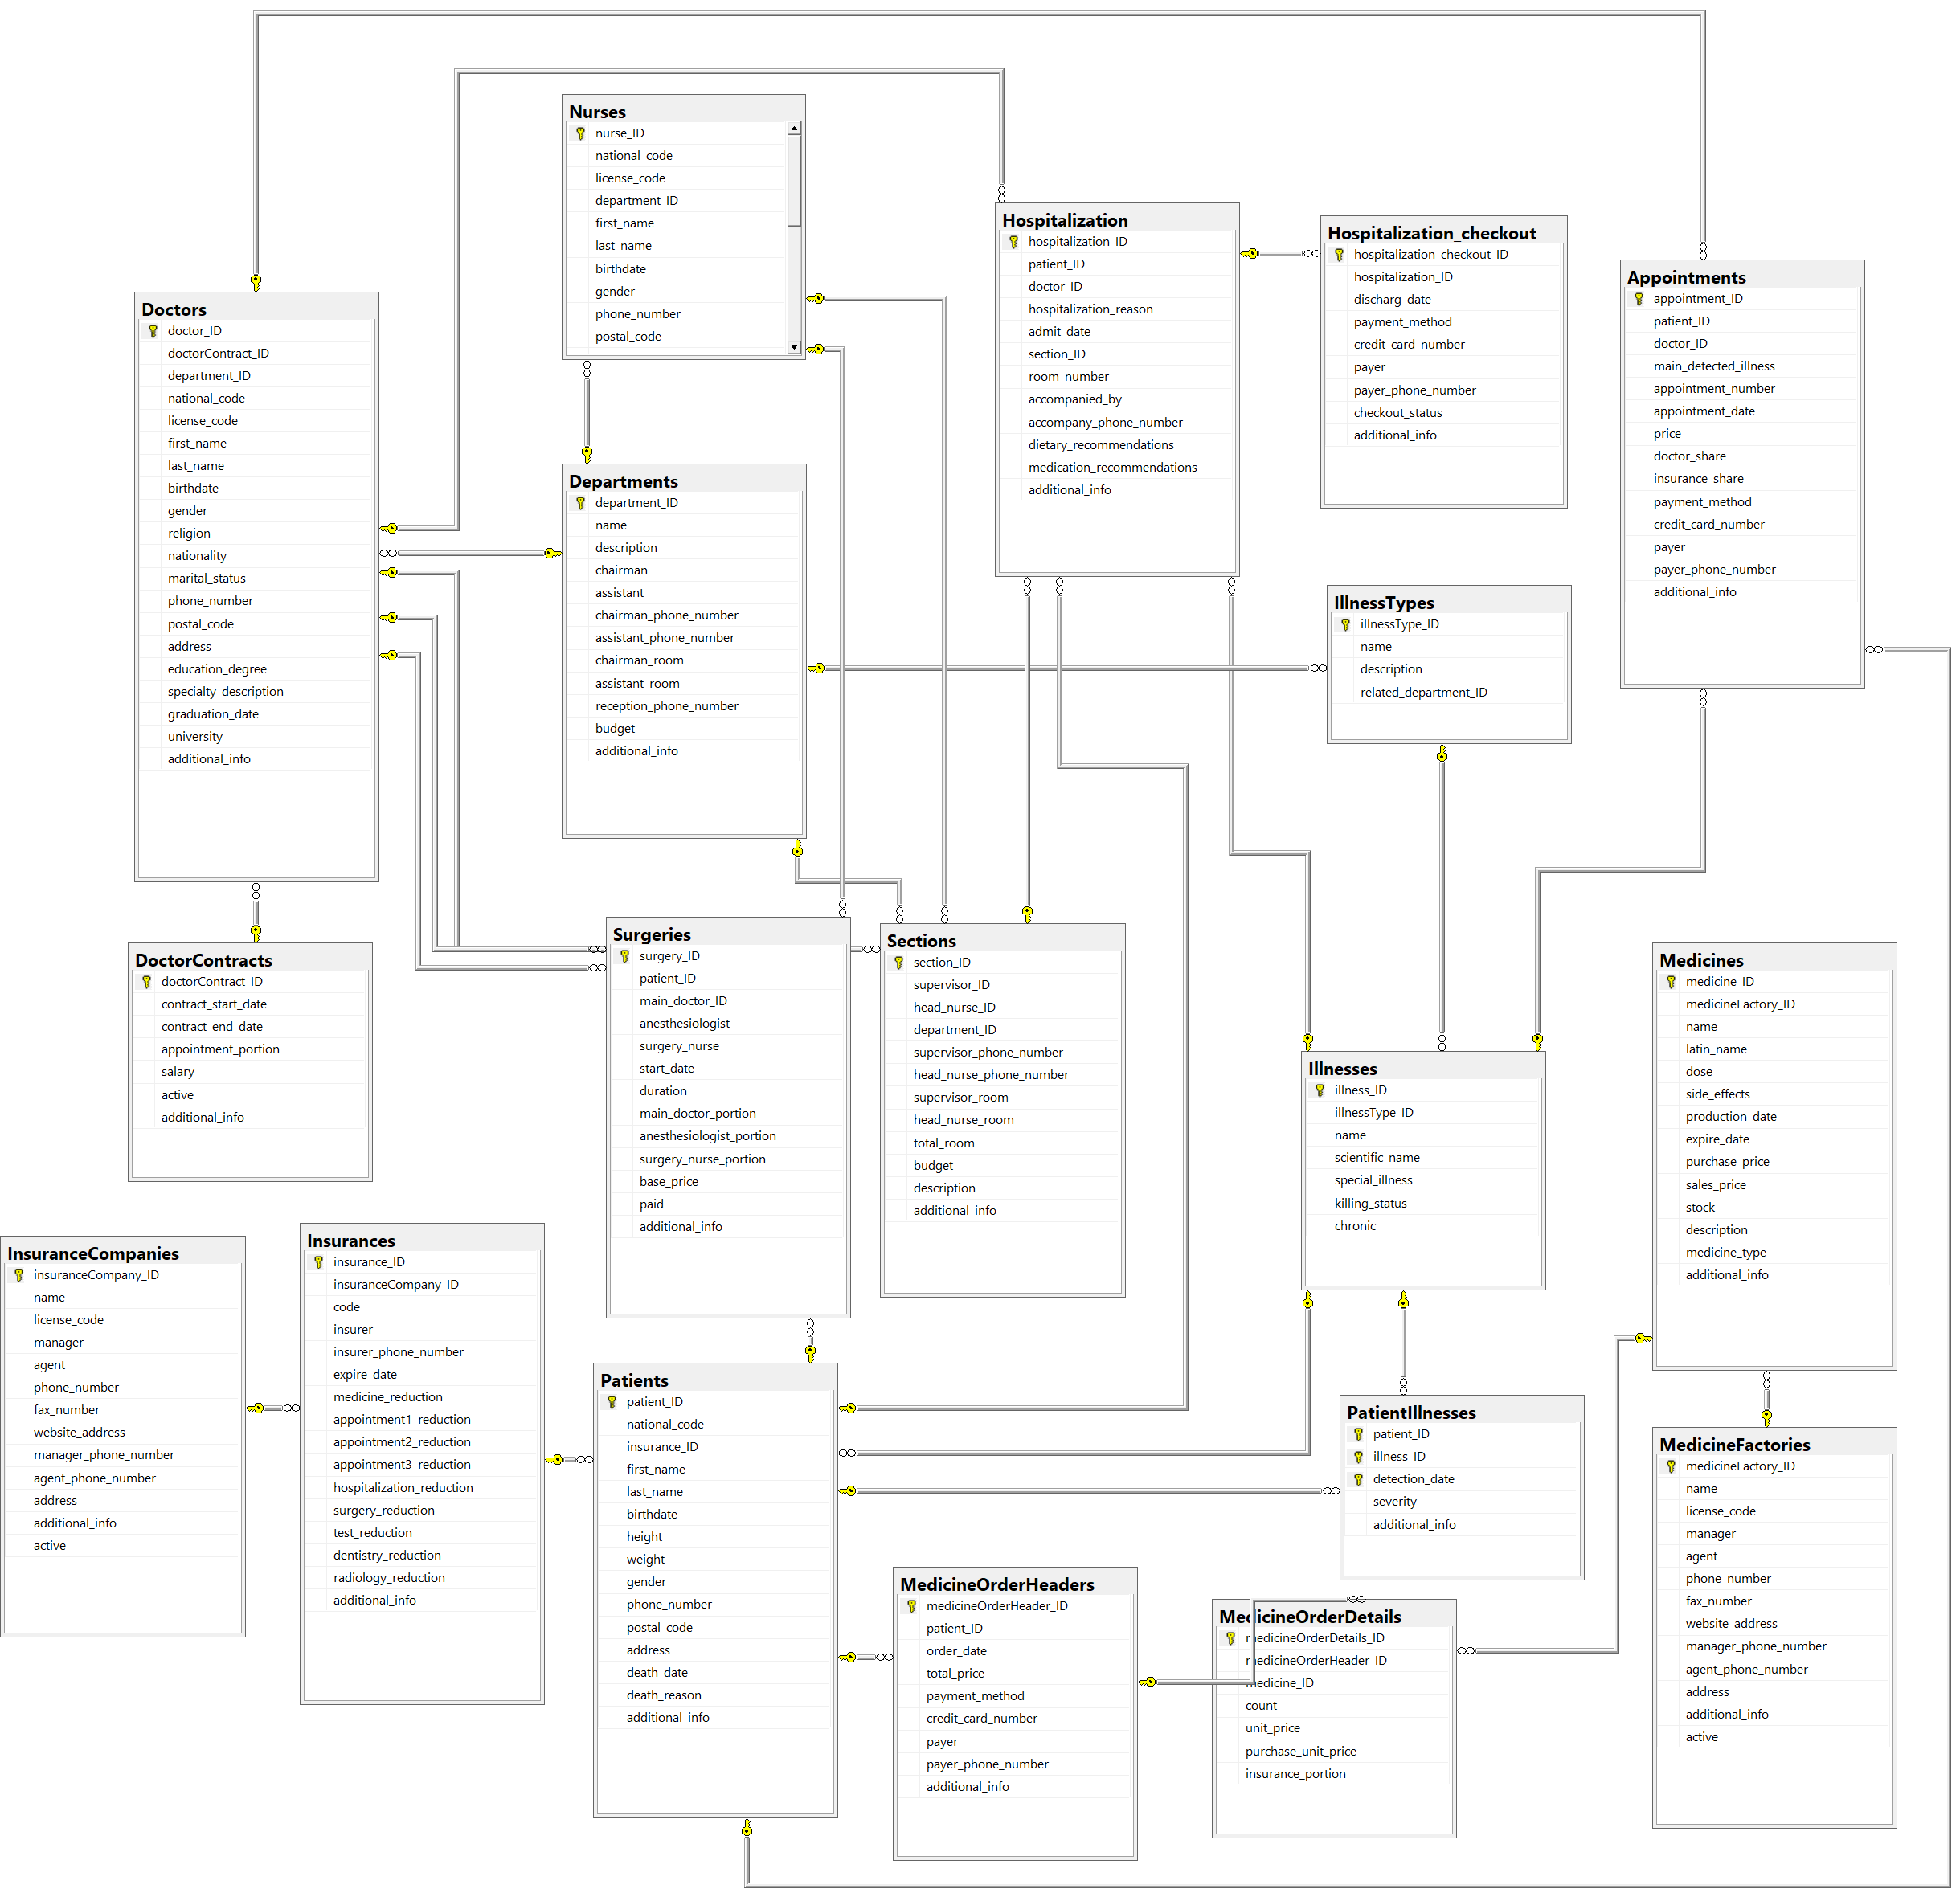 Nurses
nurse_ID
national_code
license_code
department_ID
first_name
last_name
birthdate
gender
phone_number
postal_code
Hospitalization
hospitalization_ID
patient_ID
doctor_ID
hospitalization_reason
admit_date
section_ID
room_number
accompanied_by
accompany_phone_number
dietary_recommendations
medication_recommendations
additional_info
Hospitalization_checkout
hospitalization_checkout_ID
hospitalization_ID
discharg_date
payment_method
credit_card_number
payer
payer_phone_number
checkout_status
additional_info
Appointments
appointment_ID
patient_ID
doctor_ID
main_detected_illness
appointment_number
appointment_date
price
doctor_share
insurance_share
payment_method
credit_card_number
payer
payer_phone_number
additional_info
Doctors
doctor_ID
doctorContract_ID
department_ID
national_code
license_code
first_name
last_name
birthdate
gender
religion
nationality
marital_status
phone_number
postal_code
address
education_degree
specialty_description
graduation_date
university
additional_info
Departments
department_ID
name
description
chairman
assistant
chairman_phone_number
assistant_phone_number
chairman_room
assistant_room
reception_phone_number
budget
additional_info
IllnessTypes
illnessType_ID
name
description
related_department_ID
DoctorContracts
doctorContract_ID
contract_start_date
contract_end_date
appointment_portion
salary
active
additional_info
Surgeries
surgery_ID
patient_ID
main_doctor_ID
anesthesiologist
surgery_nurse
start_date
duration
main_doctor_portion
anesthesiologist_portion
surgery_nurse_portion
base_price
paid
additional_info
Sections
section_ID
supervisor_ID
head_nurse_ID
department_ID
supervisor_phone_number
head_nurse_phone_number
supervisor_room
head_nurse_room
total_room
budget
description
additional_info
Illnesses
illness_ID
illnessType_ID
name
scientific_name
special_illness
killing_status
chronic
Medicines
medicine_ID
medicineFactory_ID
name
latin_name
dose
side_effects
production_date
expire_date
purchase_price
sales_price
stock
description
medicine_type
additional_info
InsuranceCompanies
insuranceCompany_ID
name
license_code
manager
agent
phone_number
fax_number
website_address
manager_phone_number
agent_phone_number
address
additional_info
active
Insurances
insurance_ID
insuranceCompany_ID
code
insurer
insurer_phone_number
expire_date
medicine_reduction
appointment1_reduction
appointment2_reduction
appointment3_reduction
hospitalization_reduction
surgery_reduction
test_reduction
dentistry_reduction
radiology_reduction
additional_info
Patients
patient_ID
national_code
insurance_ID
first_name
last_name
birthdate
height
weight
gender
phone_number
postal_code
address
death_date
death_reason
additional_info
PatientIllnesses
patient_ID
illness_ID
detection_date
severity
additional_info
MedicineFactories
medicineFactory_ID
name
license_code
manager
agent
phone_number
fax_number
website_address
manager_phone_number
agent_phone_number
address
additional_info
active
MedicineOrderHeaders
medicineOrderHeader_ID
patient_ID
order_date
total_price
payment_method
credit_card_number
payer
payer_phone_number
additional_info
MedicineOrderDetails
medicineOrderDetails_ID
medicineOrderHeader_ID
medicine_ID
count
unit_price
purchase_unit_price
insurance_portion